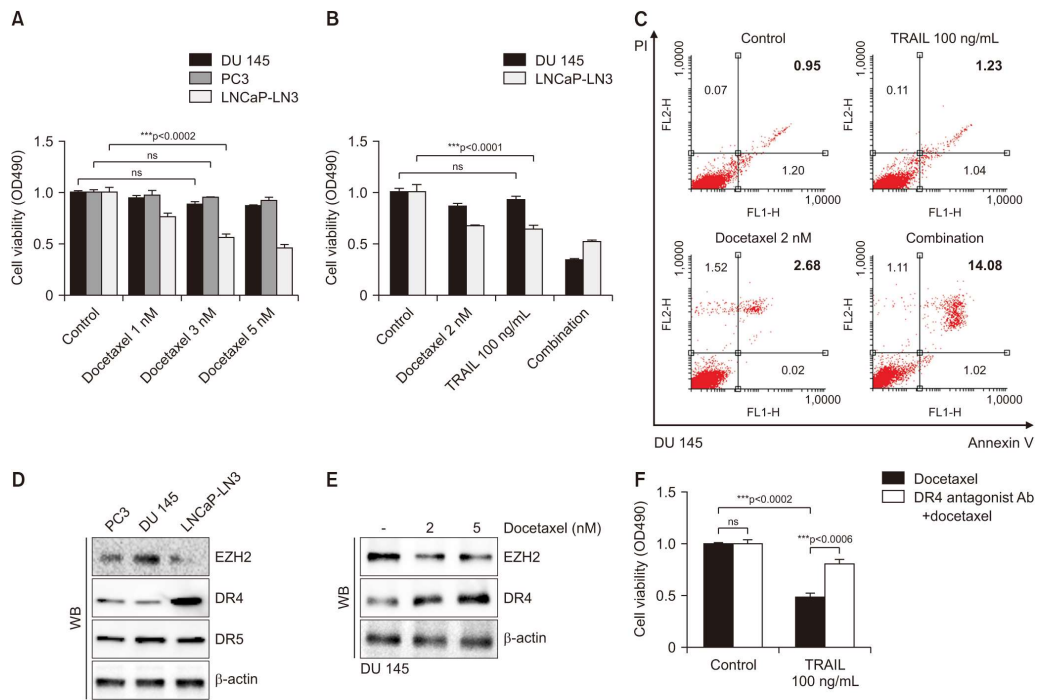 A
DU 145
PC3
LNCaP-LN3
***p<0.0002
ns
ns
Cell viability (OD490)
1.5
1.0
0.5
0
Control
Docetaxel 1 nM
Docetaxel 3 nM
Docetaxel 5 nM
B
DU 145
LNCaP-LN3
***p<0.0001
ns
Cell viability (OD490)
1.5
1.0
0.5
0
Control
Docetaxel 2 nM
TRAIL 100 ng/mL
Combination
C
PI
Control
1,0000
FL2-H
0.07
0.95
1.20
FL1-H
1,0000
TRAIL 100 ng/mL
1,0000
FL2-H
0.11
1.23
1.04
FL1-H
1,0000
Docetaxel 2 nM
1,0000
FL2-H
1.52
2.68
0.02
FL1-H
1,0000
Combination
1,0000
FL2-H
1.11
14.08
1.02
FL1-H
1,0000
DU 145
Annexin V
D
PC3
DU 145
LNCaP-LN3
WB
EZH2
DR4
DR5
β-actin
E
- 2 5 Docetaxel (nM)
WB
EZH2
DR4
β-actin
DU 145
F
Docetaxel
DR4 antagonist Ab
+docetaxel
***p<0.0002
ns
***p<0.0006
Cell viability (OD490)
1.5
1.0
0.5
0
Control
TRAIL
100 ng/mL